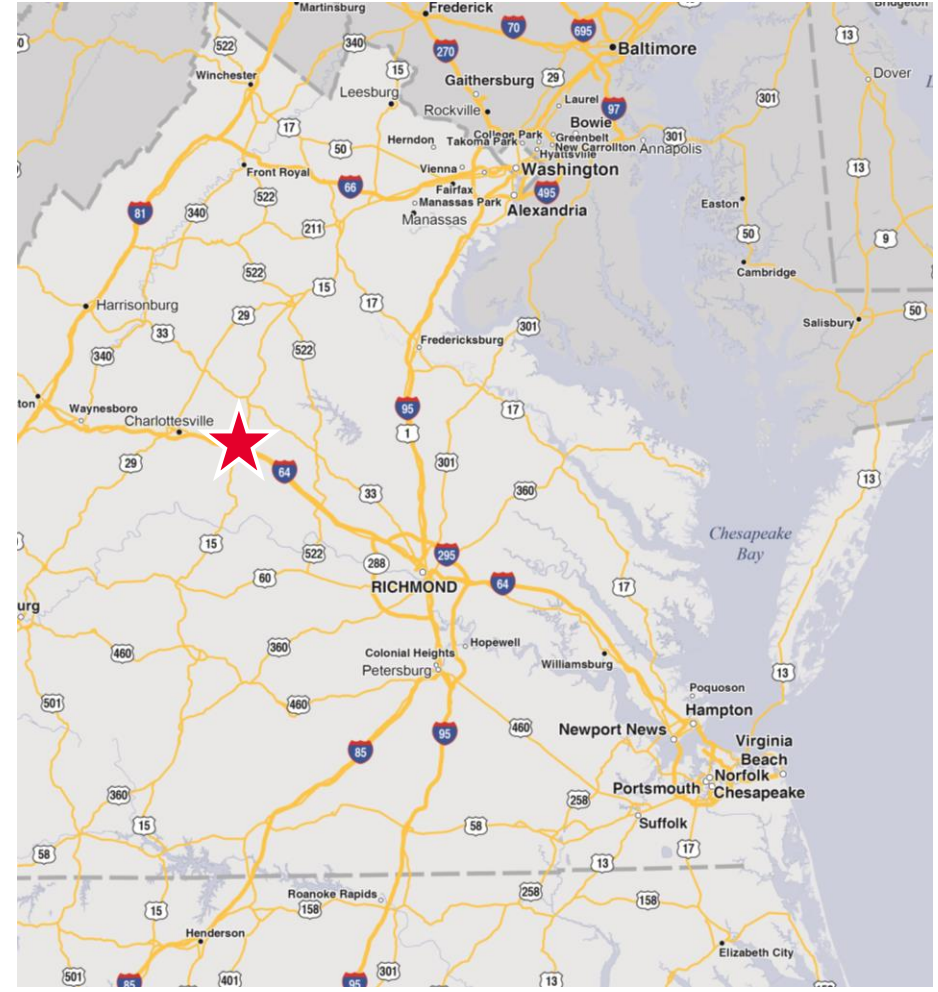 Martinsburg
Frederick
70
695
13
522
340
270
Baltimore
Winchester
15
Gaithersburg
29
Dover
Leesburg
Laurel
301
Rockville
97
17
Bowie
Herndon
College Park
Greenbelt
301
50
Takoma Park
New Carrollton
Annapolis
Hyattsville
Front Royal
Vienna
Washington
13
66
Fairfax
495
522
Manassas Park
Easton
81
340
Alexandria
211
Manassas
50
9
522
Cambridge
15
Harrisonburg
17
29
301
Salisbury
50
33
Fredericksburg
340
522
95
Waynesboro
17
Charlottesville
1
29
301
64
13
33
360
15
Chesapeake
Bay
522
288
295
60
RICHMOND
64
17
460
360
Hopewell
Colonial Heights
Williamsburg
Petersburg
13
501
460
Poquoson
Hampton
460
95
Newport News
85
Virginia
Beach
Norfolk
Portsmouth
Chesapeake
360
258
15
58
Suffolk
58
17
13
Roanoke Rapids
258
158
158
15
Henderson
Elizabeth City
501
85
401
95
301
13